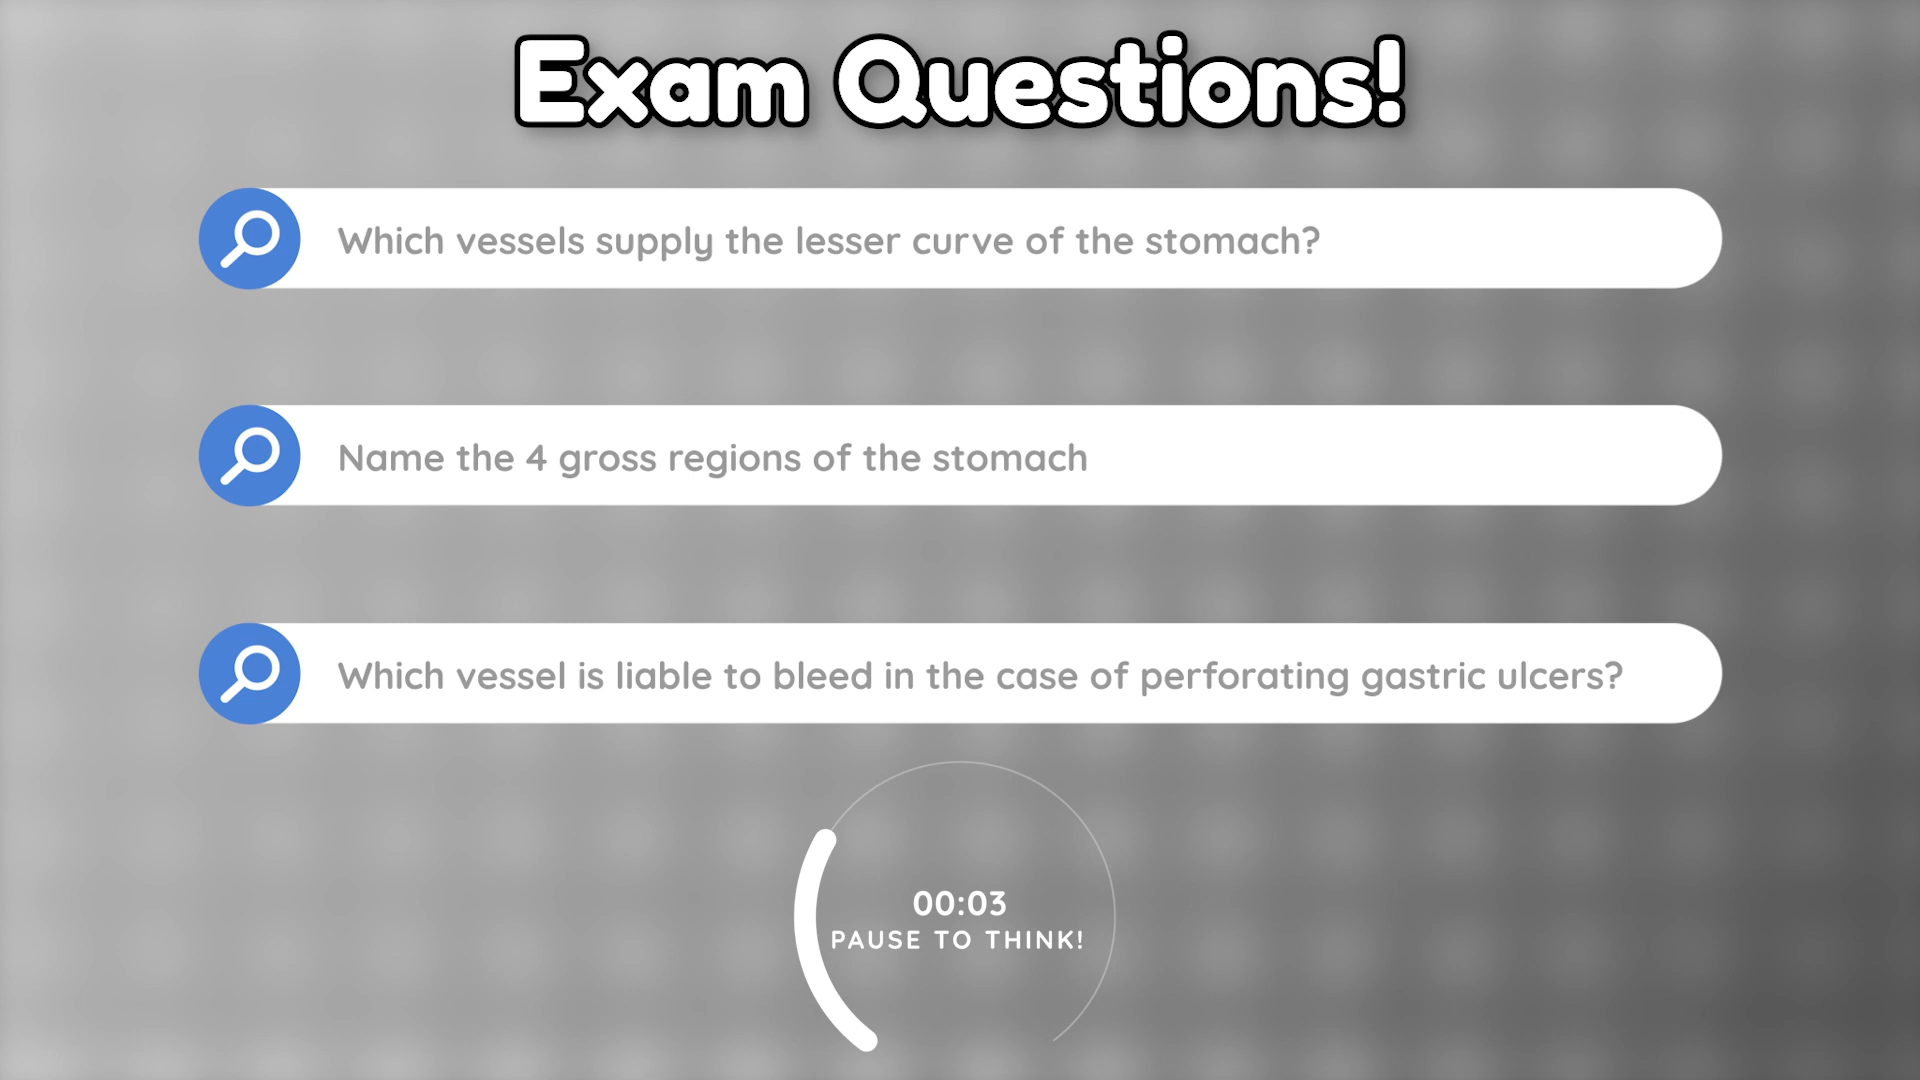 Exam Questions!
Which vessels supply the lesser curve of the stomach?
Name the 4 gross regions of the stomach
Which vessel is liable to bleed in the case of perforating gastric ulcers?
00:03
PAUSE TO THINK!